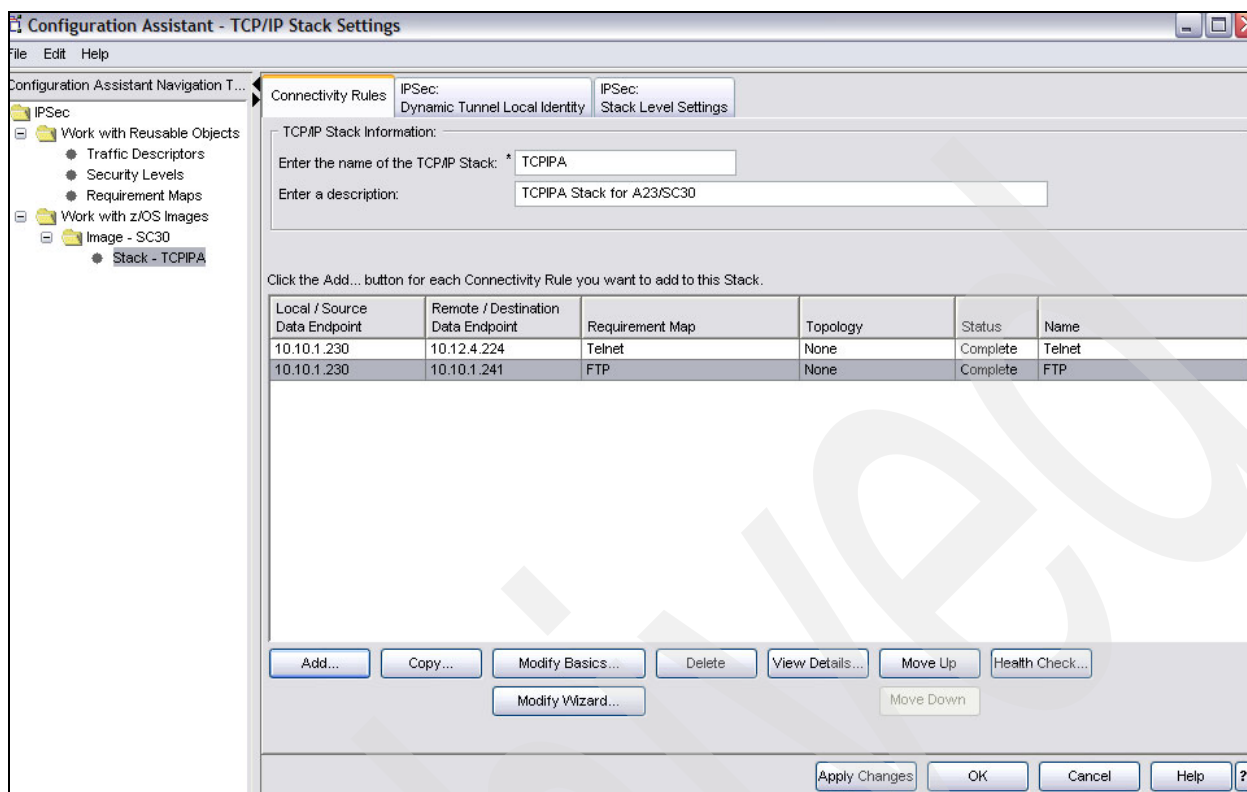 Configuration Assistant - TCP/IP Stack Settings
File Edit Help
Configuration Assistant Navigation T...
IPSec
Work with Reusable Objects
Traffic Descriptors
Security Levels
Requirement Maps
Work with z/OS Images
Image - SC30
Stack - TCPIPA
Connectivity Rules
IPSec:
Dynamic Tunnel Local Identity
IPSec:
Stack Level Settings
TCP/IP Stack Information:
Enter the name of the TCP/IP Stack: * TCPIPA
Enter a description: TCPIPA Stack for A23/SC30
Click the Add... button for each Connectivity Rule you want to add to this Stack.
Local / Source Data Endpoint Remote / Destination Data Endpoint Requirement Map Topology Status Name
10.10.1.230 10.12.4.224 Telnet None Complete Telnet
10.10.1.230 10.10.1.241 FTP None Complete FTP
Add... Copy... Modify Basics... Delete View Details... Move Up Health Check...
Modify Wizard... Move Down
Apply Changes OK Cancel Help ?